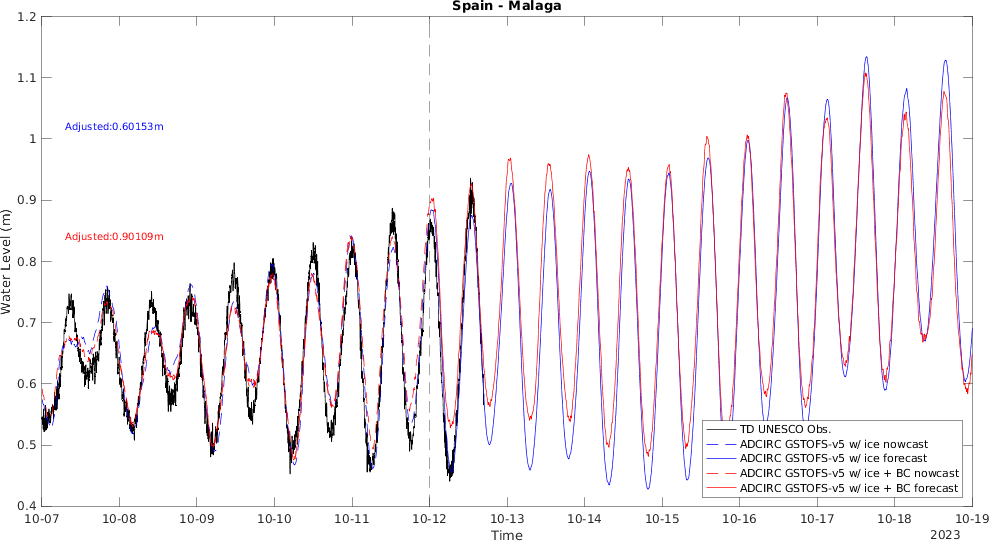 Spain - Malaga
1.2
1.1
1
0.9
0.8
0.7
0.6
0.5
0.4
Water Level (m)
Adjusted:0.60153m
Adjusted:0.90109m
TD UNESCO Obs.
ADCIRC GSTOFS-v5 w/ ice nowcast
ADCIRC GSTOFS-v5 w/ ice forecast
ADCIRC GSTOFS-v5 w/ ice + BC nowcast
ADCIRC GSTOFS-v5 w/ ice + BC forecast
10-07 10-08 10-09 10-10 10-11 10-12 10-13 10-14 10-15 10-16 10-17 10-18 10-19
Time
2023